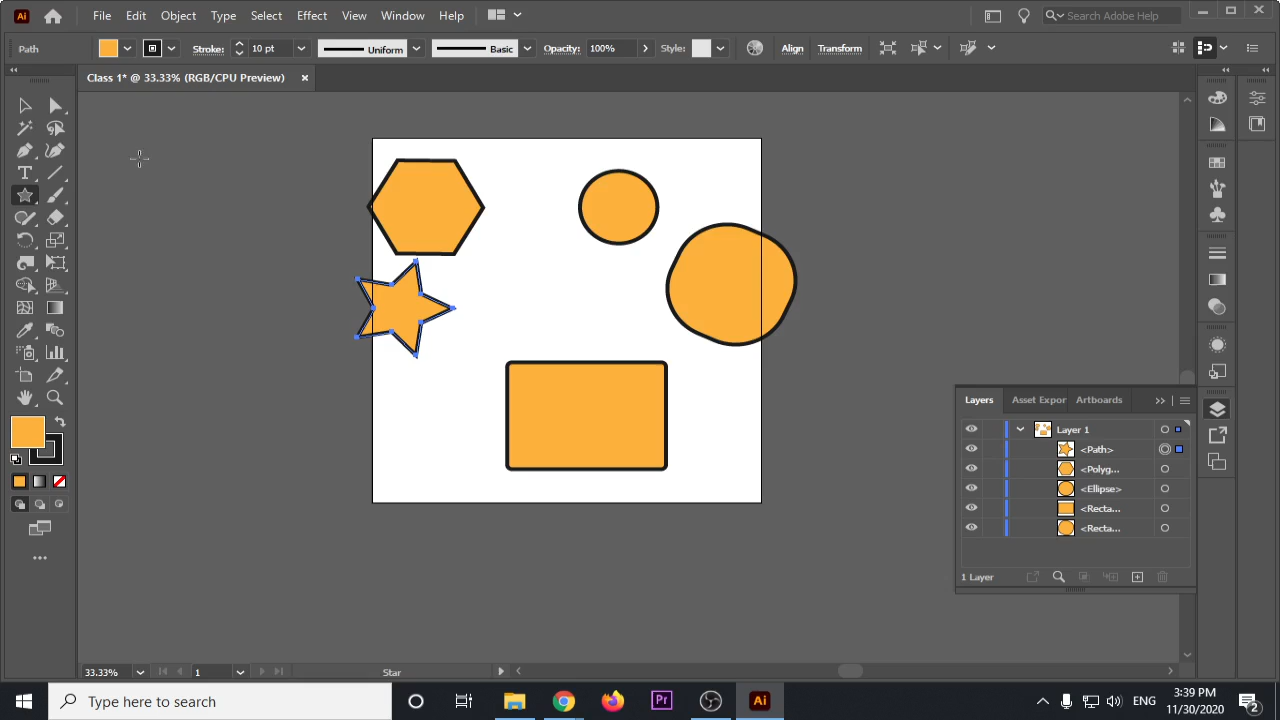 Ai File Edit Object Type Select Effect View Window Help Search Adobe Help
Path Stroke: 10 pt Uniform Basic Opacity: 100% Style: Align Transform
Class 1* @ 33.33% (RGB/CPU Preview)
Layers Asset Expor Artboards
Layer 1
<Path>
<Polyg...
<Ellipse>
<Recta...
<Recta...
1 Layer
33.33% 1 Star
Type here to search Pr Ai ENG 3:39 PM
11/30/2020 2